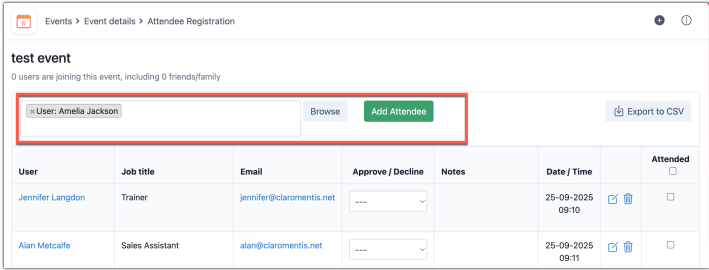 Events > Event details > Attendee Registration
test event
0 users are joining this event, including 0 friends/family
×User: Amelia Jackson Browse Add Attendee Export to CSV
User Job title Email Approve / Decline Notes Date / Time Attended
Jennifer Langdon Trainer jennifer@claromentis.net --- 25-09-2025
09:10
Alan Metcalfe Sales Assistant alan@claromentis.net --- 25-09-2025
09:11